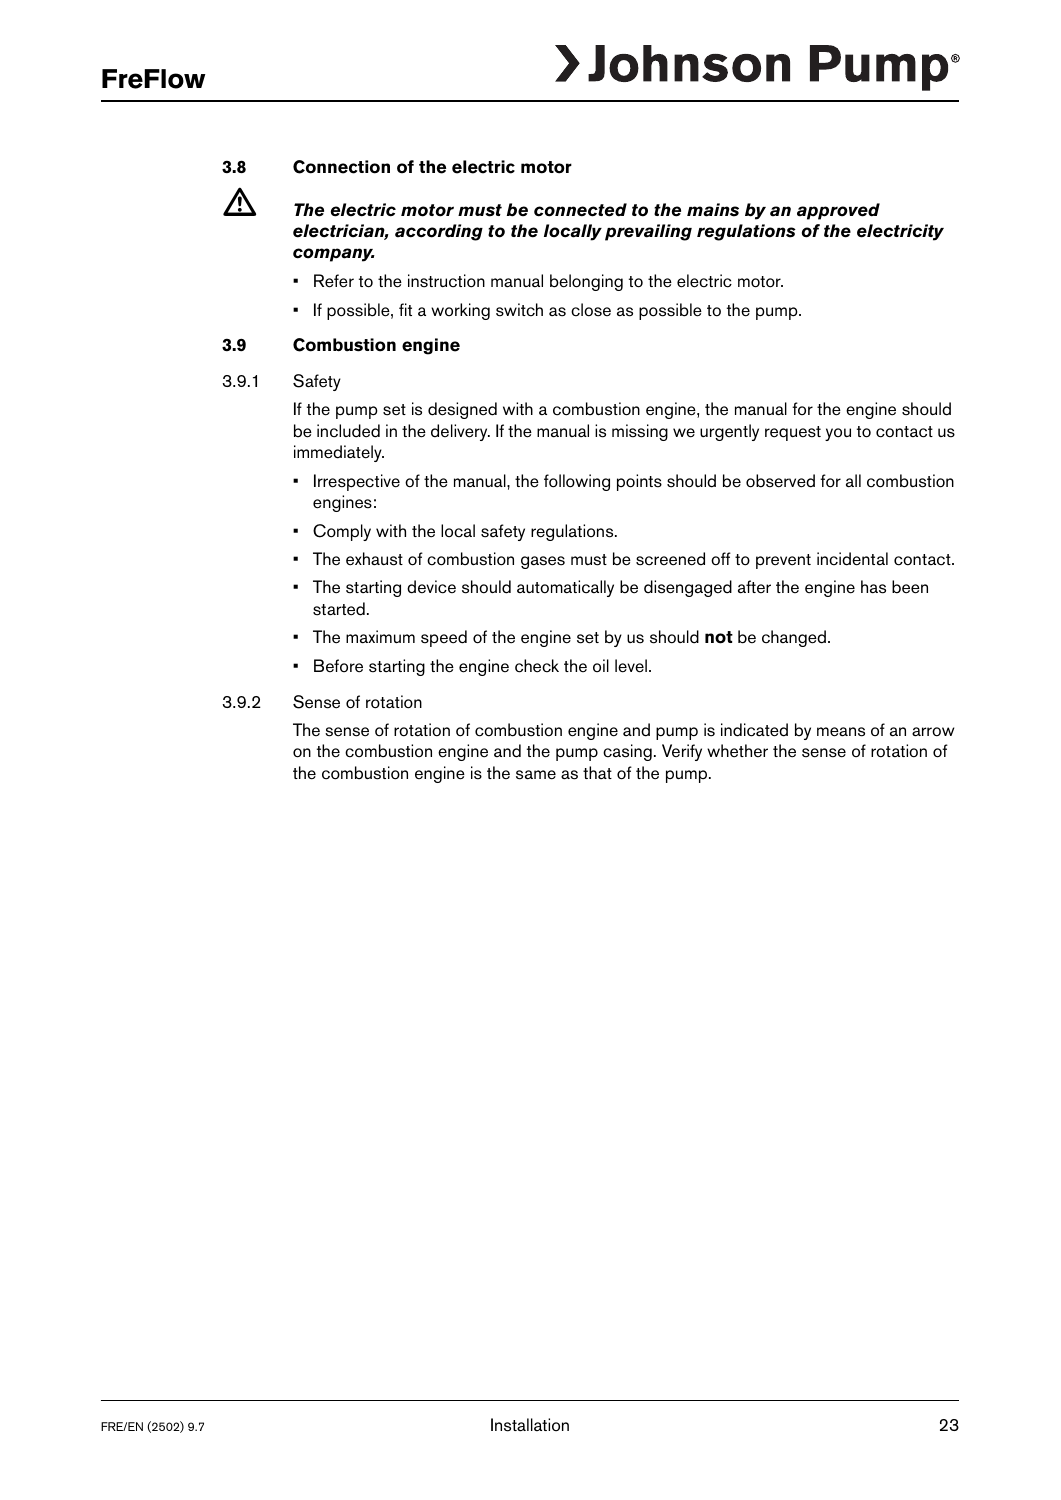 FreFlow
Johnson Pump®
3.8 Connection of the electric motor
The electric motor must be connected to the mains by an approved
electrician, according to the locally prevailing regulations of the electricity
company.
▪ Refer to the instruction manual belonging to the electric motor.
▪ If possible, fit a working switch as close as possible to the pump.
3.9 Combustion engine
3.9.1 Safety
If the pump set is designed with a combustion engine, the manual for the engine should
be included in the delivery. If the manual is missing we urgently request you to contact us
immediately.
▪ Irrespective of the manual, the following points should be observed for all combustion
engines:
▪ Comply with the local safety regulations.
▪ The exhaust of combustion gases must be screened off to prevent incidental contact.
▪ The starting device should automatically be disengaged after the engine has been
started.
▪ The maximum speed of the engine set by us should not be changed.
▪ Before starting the engine check the oil level.
3.9.2 Sense of rotation
The sense of rotation of combustion engine and pump is indicated by means of an arrow
on the combustion engine and the pump casing. Verify whether the sense of rotation of
the combustion engine is the same as that of the pump.
FRE/EN (2502) 9.7 Installation 23